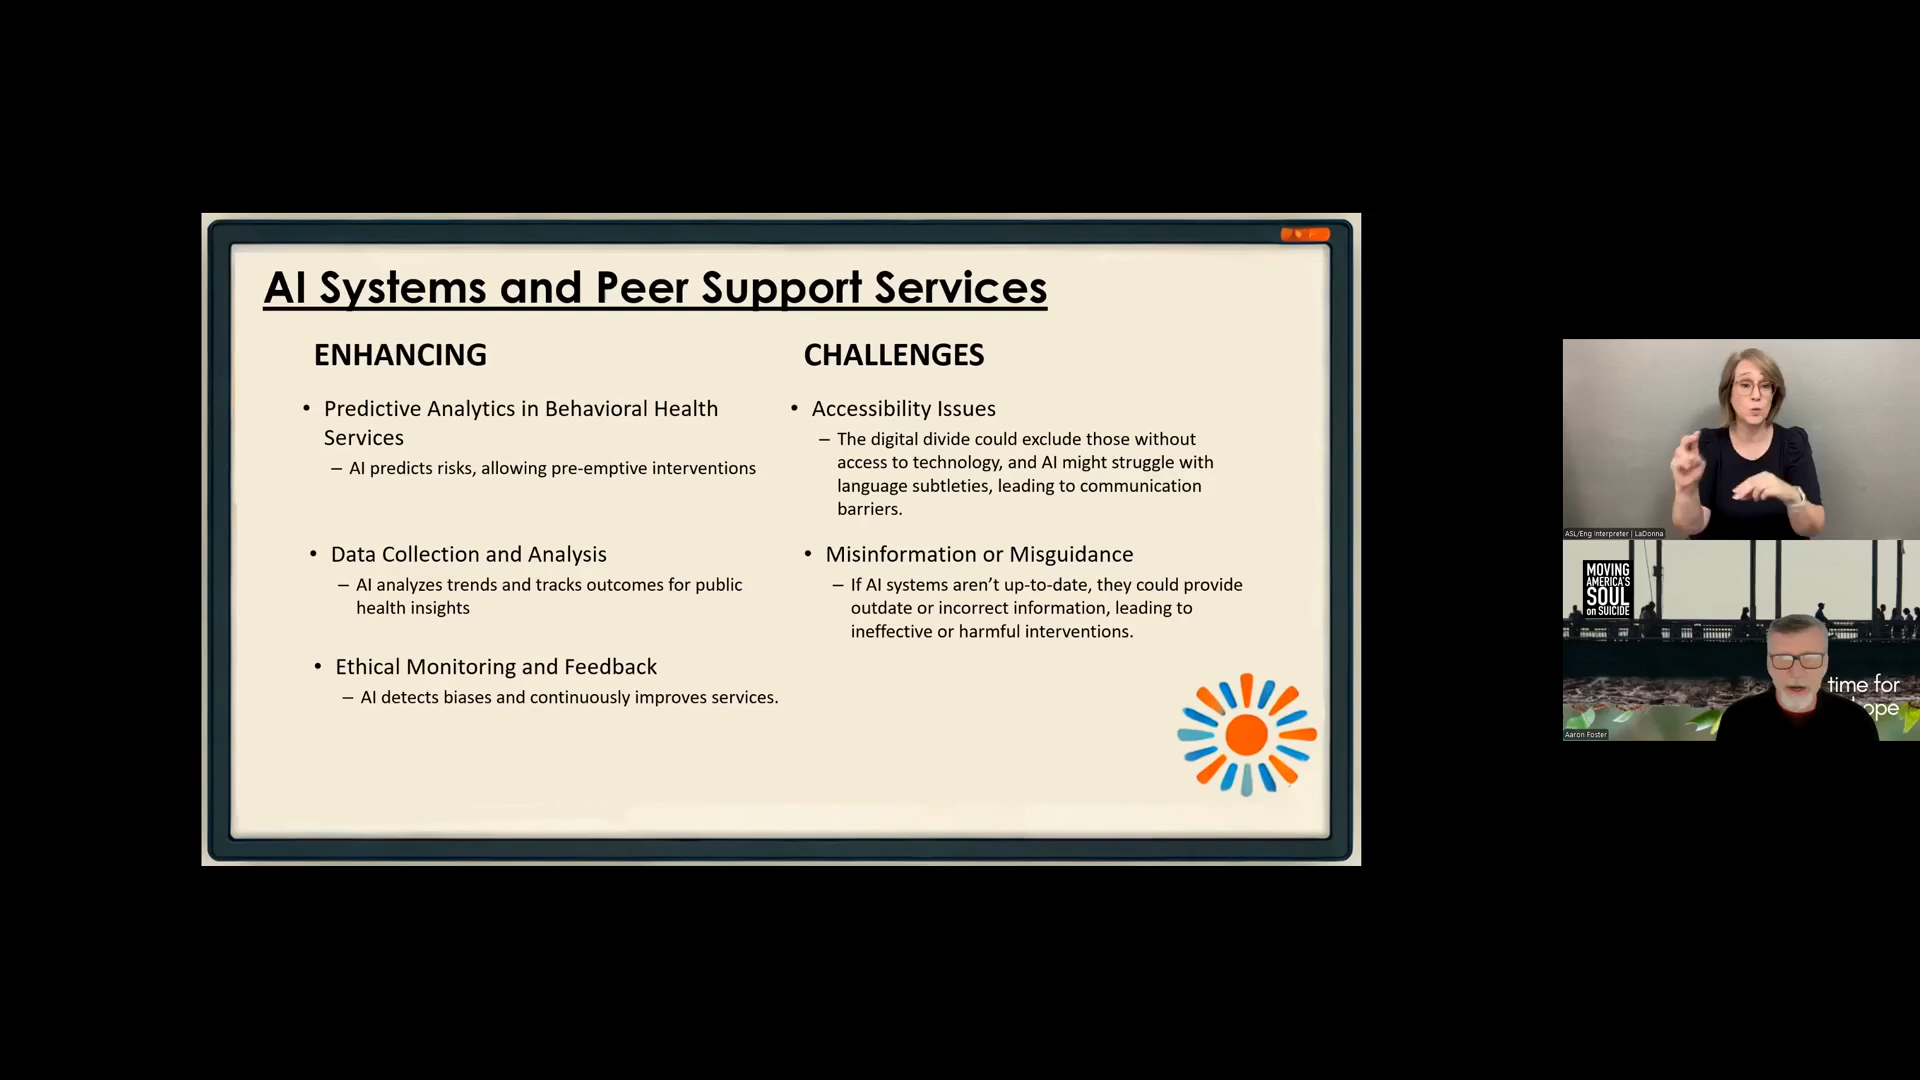 AI Systems and Peer Support Services
ENHANCING
• Predictive Analytics in Behavioral Health
Services
– AI predicts risks, allowing pre-emptive interventions
• Data Collection and Analysis
– AI analyzes trends and tracks outcomes for public
health insights
• Ethical Monitoring and Feedback
– AI detects biases and continuously improves services.
CHALLENGES
• Accessibility Issues
– The digital divide could exclude those without
access to technology, and AI might struggle with
language subtleties, leading to communication
barriers.
• Misinformation or Misguidance
– If AI systems aren’t up-to-date, they could provide
outdate or incorrect information, leading to
ineffective or harmful interventions.
ASL/Eng Interpreter | LaDonna
MOVING
AMERICA'S
SOUL
on SUICIDE
time for
Aaron Foster